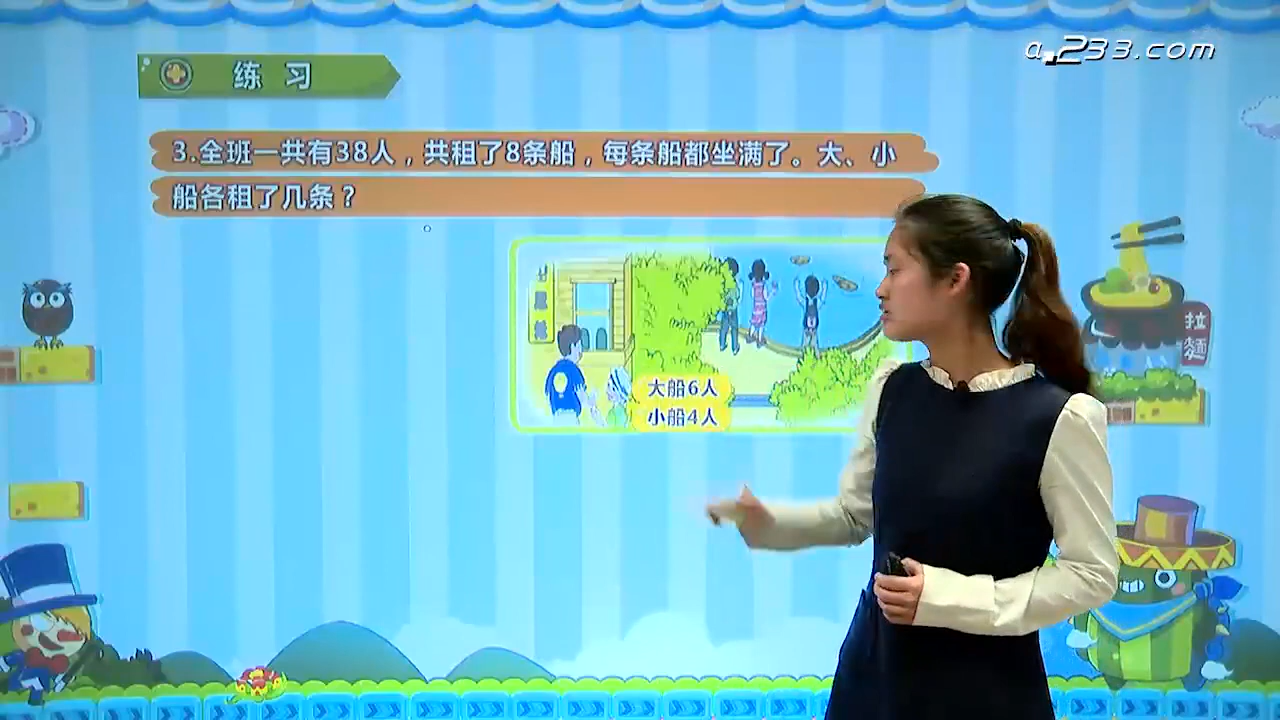 a.233.com
练 习
3.全班一共有38人，共租了8条船，每条船都坐满了。大、小
船各租了几条？
大船6人
小船4人
拉
麵